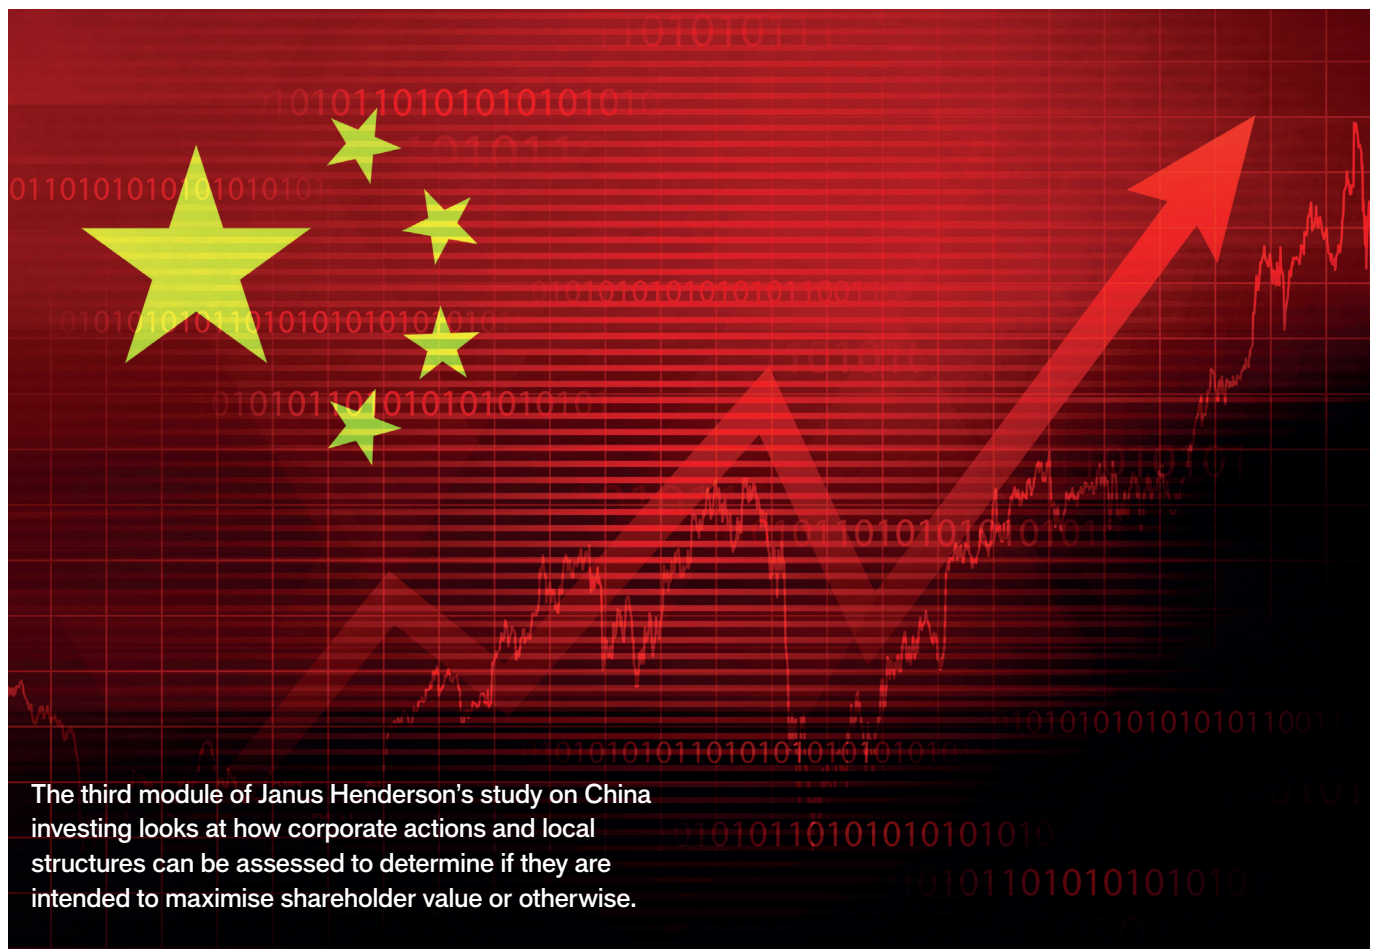 The third module of Janus Henderson’s study on China
investing looks at how corporate actions and local
structures can be assessed to determine if they are
intended to maximise shareholder value or otherwise.